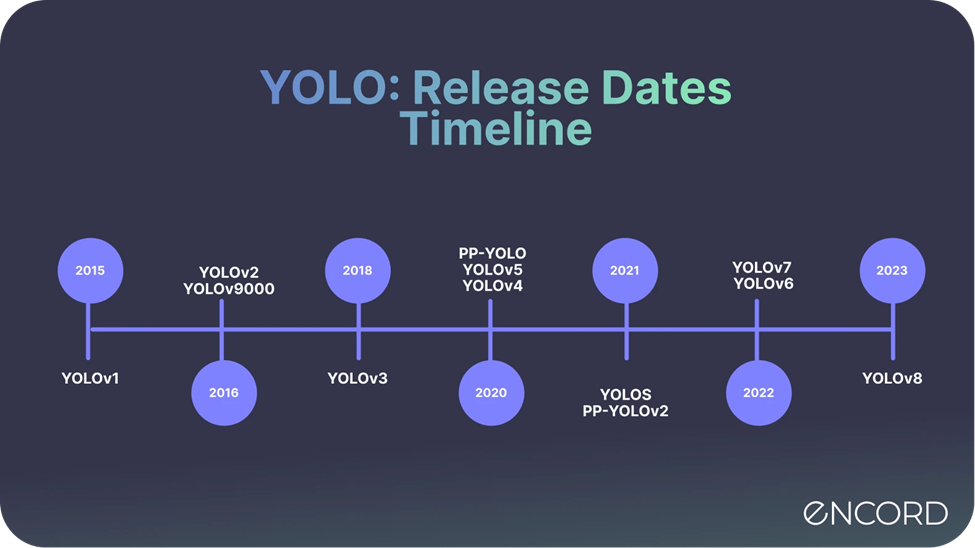 YOLO: Release Dates
Timeline
2015
YOLOv1
YOLOv2
YOLOv9000
2016
2018
YOLOv3
PP-YOLO
YOLOv5
YOLOv4
2020
2021
YOLOS
PP-YOLOv2
YOLOv7
YOLOv6
2022
2023
YOLOv8
eNCORD